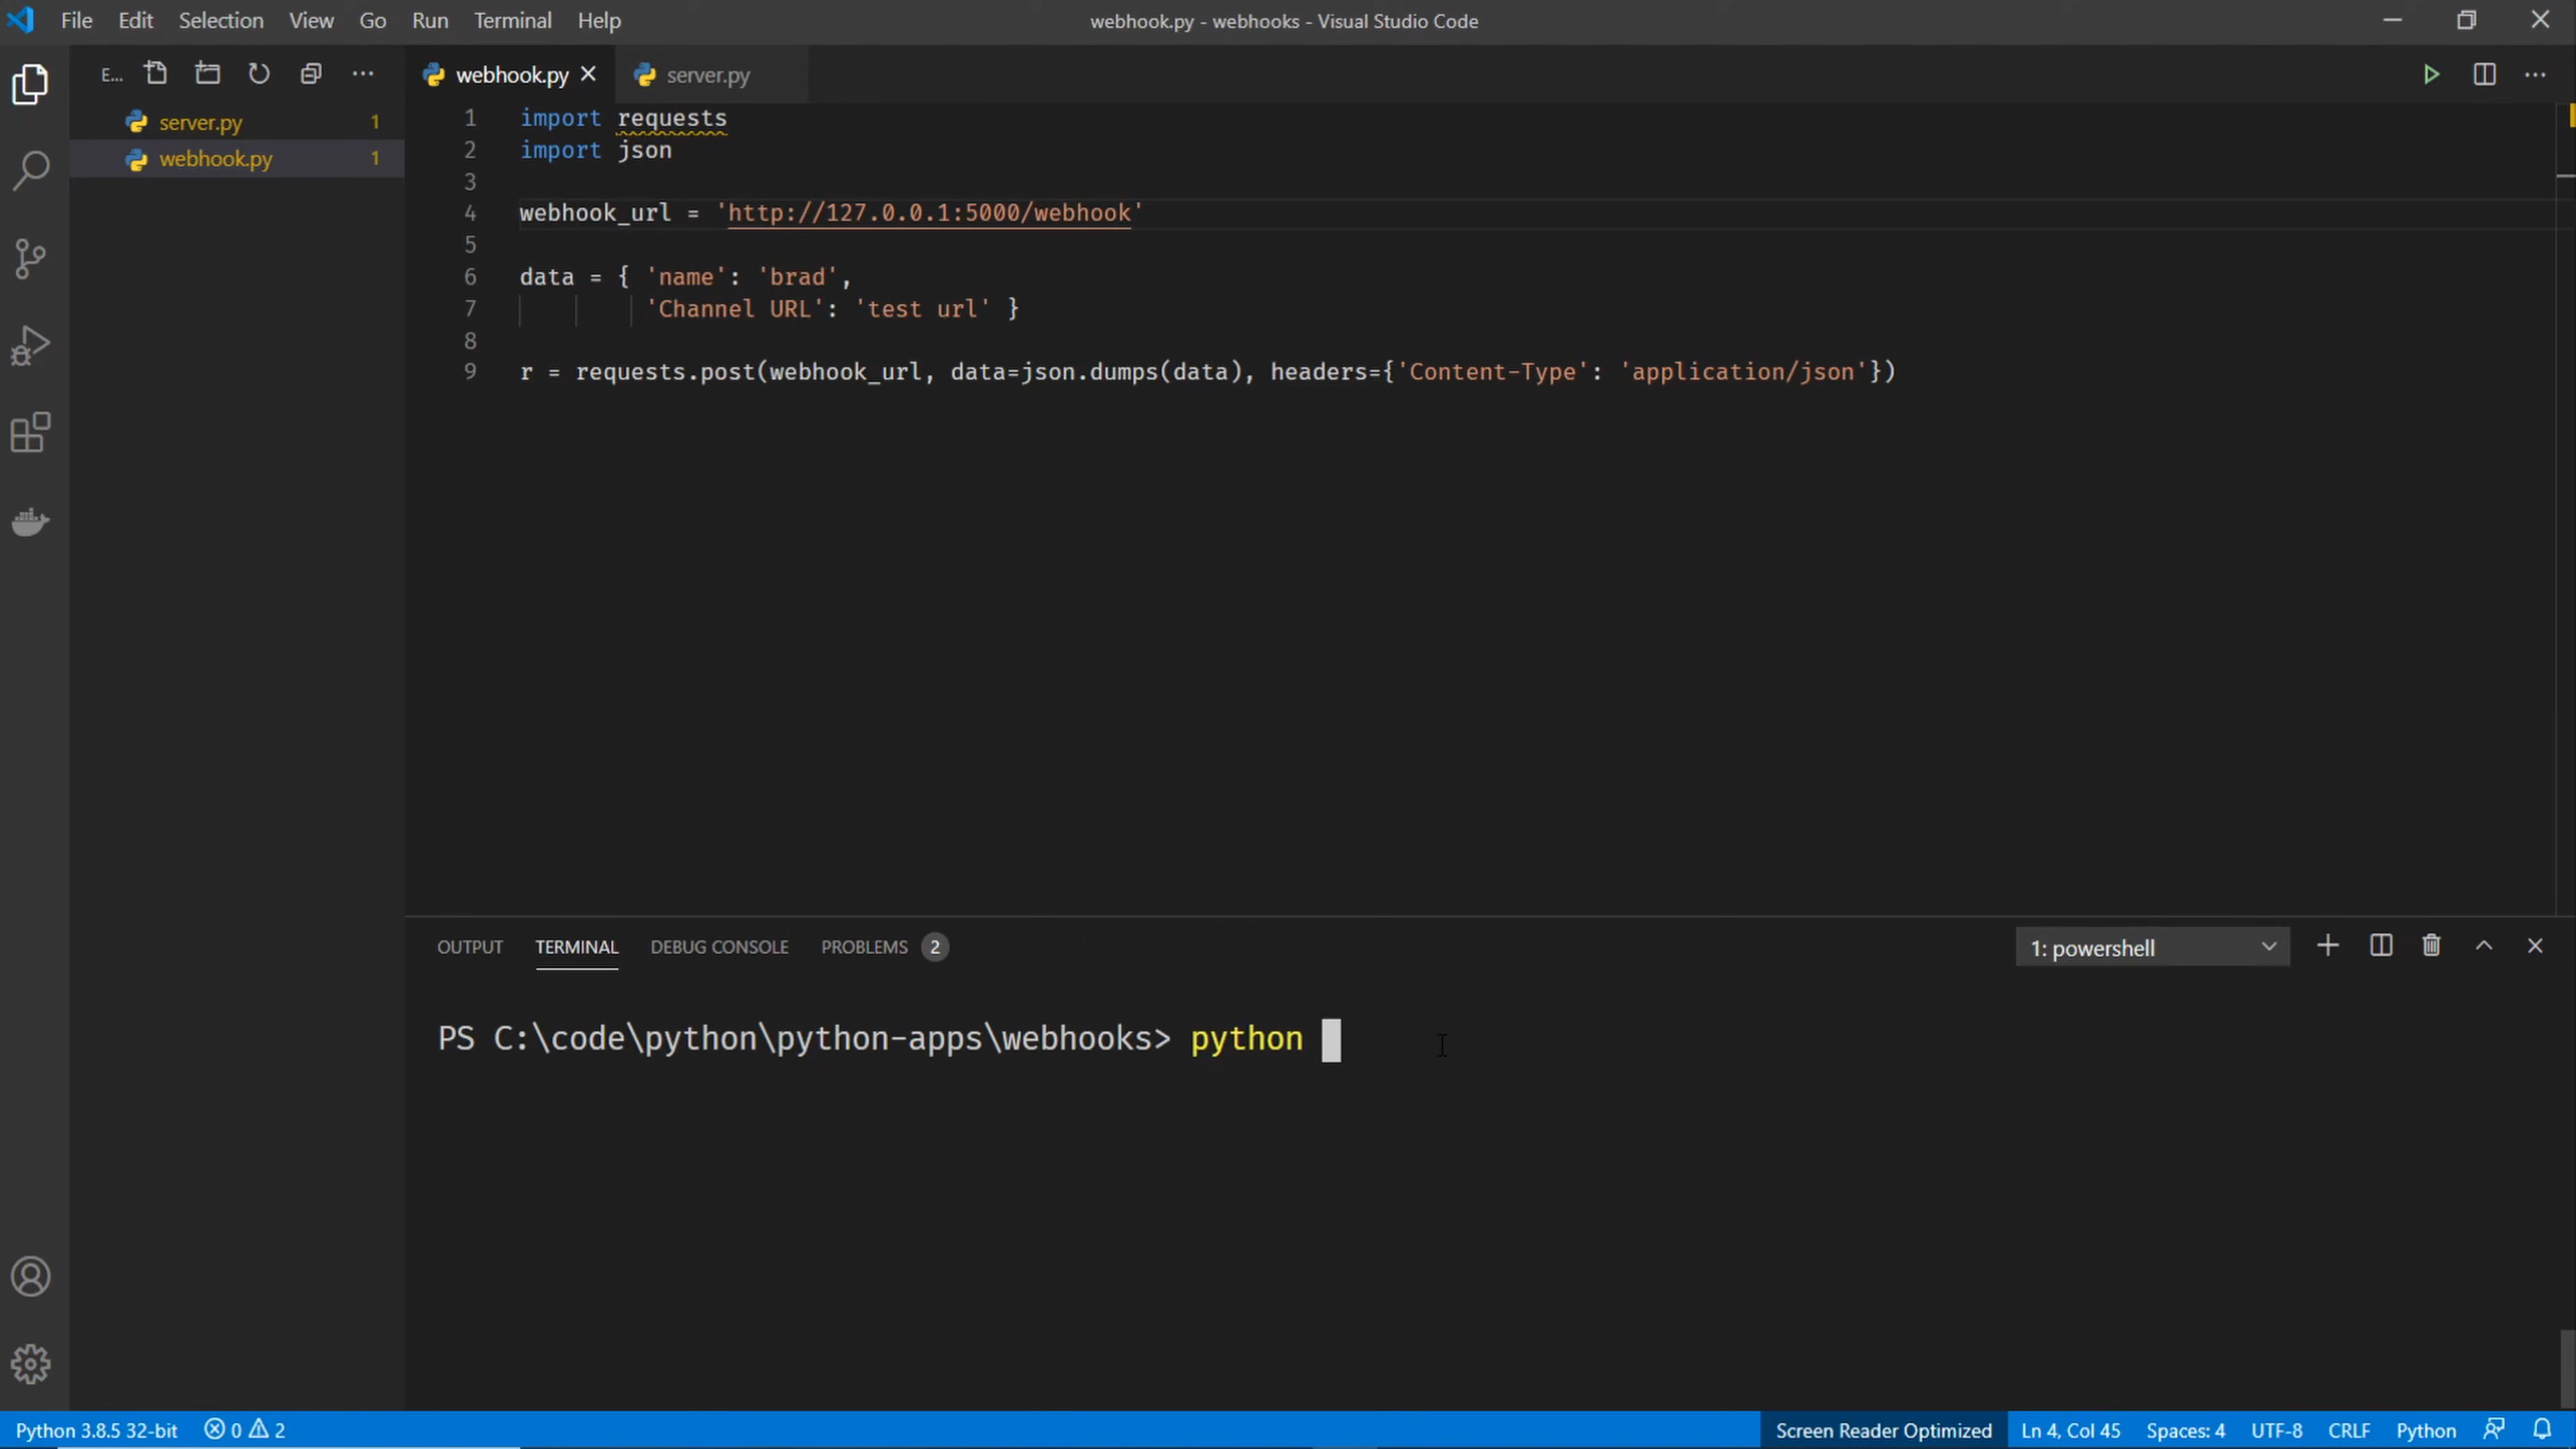 File Edit Selection View Go Run Terminal Help
webhook.py - webhooks - Visual Studio Code
E...
server.py 1
webhook.py 1
webhook.py
server.py
1 import requests
2 import json
3
4 webhook_url = 'http://127.0.0.1:5000/webhook'
5
6 data = { 'name': 'brad',
7 'Channel URL': 'test url' }
8
9 r = requests.post(webhook_url, data=json.dumps(data), headers={'Content-Type': 'application/json'})
OUTPUT TERMINAL DEBUG CONSOLE PROBLEMS 2
1: powershell
PS C:\code\python\python-apps\webhooks> python
Python 3.8.5 32-bit 0 2 Screen Reader Optimized Ln 4, Col 45 Spaces: 4 UTF-8 CRLF Python